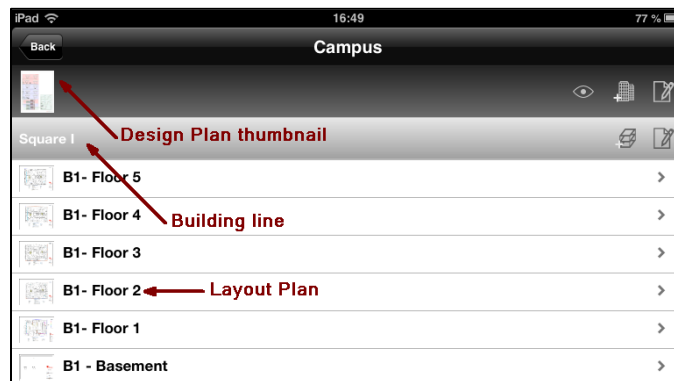 iPad 16:49 77 %
Back Campus
Design Plan thumbnail
Square I
B1- Floor 5
Building line
B1- Floor 4
B1- Floor 3
B1- Floor 2 Layout Plan
B1- Floor 1
B1 - Basement